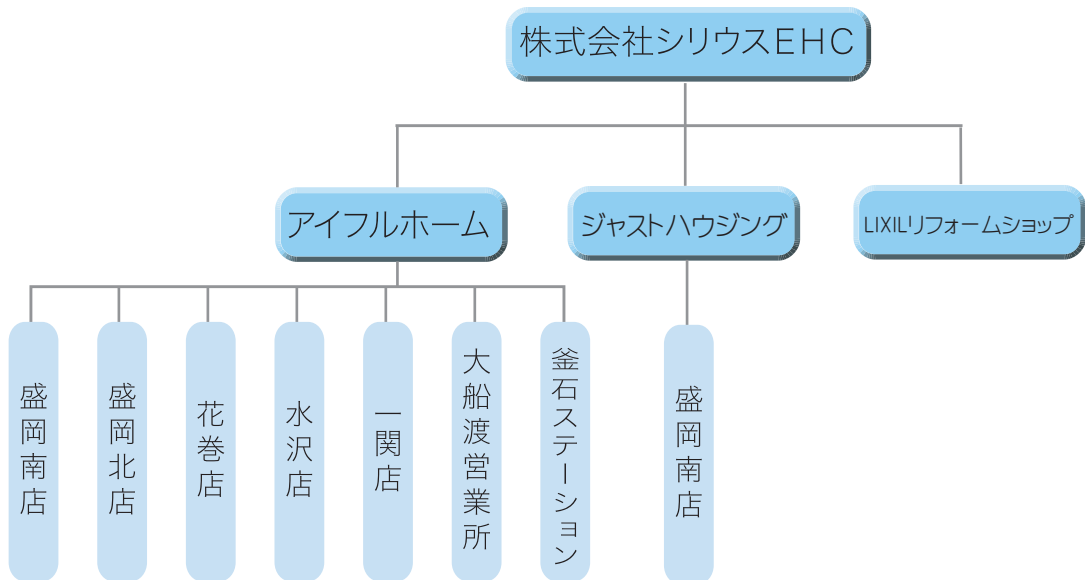 株式会社シリウスEHC
アイフルホーム
ジャストハウジング
LIXILリフォームショップ
盛岡南店
盛岡北店
花巻店
水沢店
一関店
大船渡営業所
釜石ステーション
盛岡南店